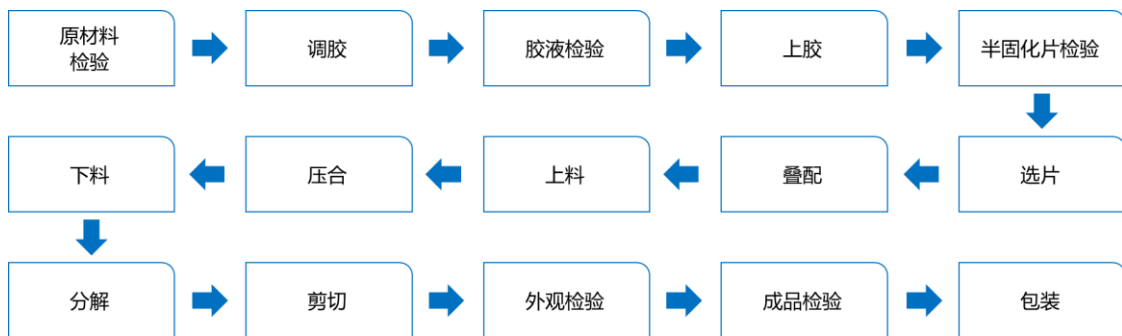 原材料
检验
调胶
胶液检验
上胶
半固化片检验
选片
叠配
上料
压合
下料
分解
剪切
外观检验
成品检验
包装